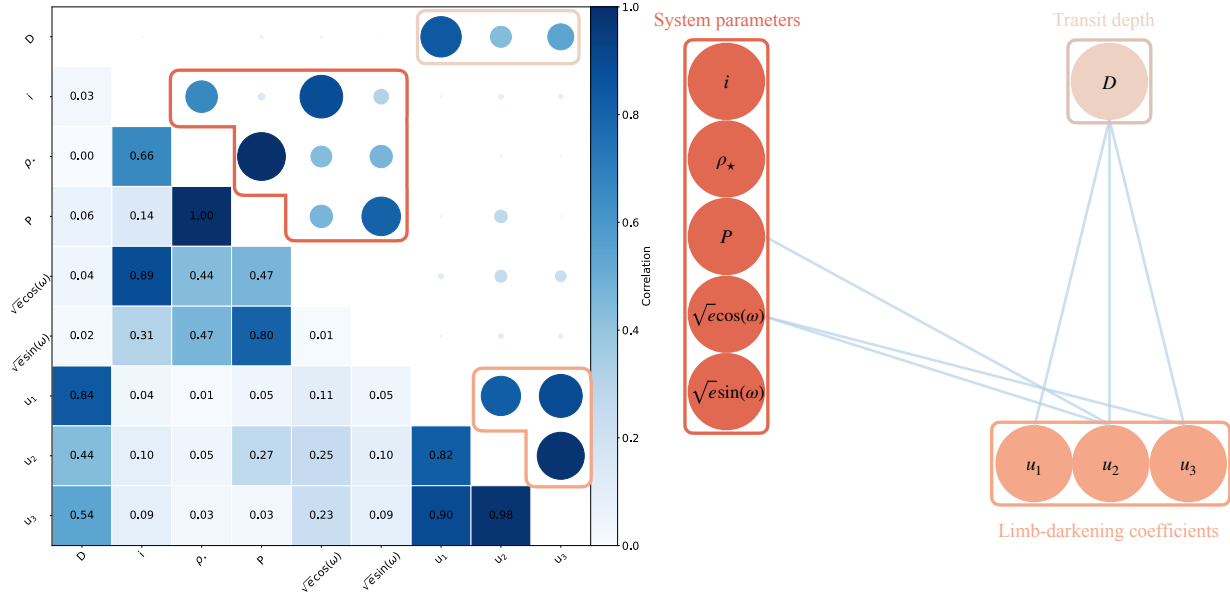 System parameters
Transit depth
D
i
ρ⋆
P
√e cos(ω)
√e sin(ω)
u1
u2
u3
0.03
0.00 0.66
0.06 0.14 1.00
0.04 0.89 0.44 0.47
0.02 0.31 0.47 0.80 0.01
0.84 0.04 0.01 0.05 0.11 0.05
0.44 0.10 0.05 0.27 0.25 0.10 0.82
0.54 0.09 0.03 0.03 0.23 0.09 0.90 0.98
D i ρ⋆ P √e cos(ω) √e sin(ω) u1 u2 u3
1.0
0.8
0.6
0.4
0.2
0.0
Correlation
i
ρ⋆
P
√e cos(ω)
√e sin(ω)
D
u1 u2 u3
Limb-darkening coefficients